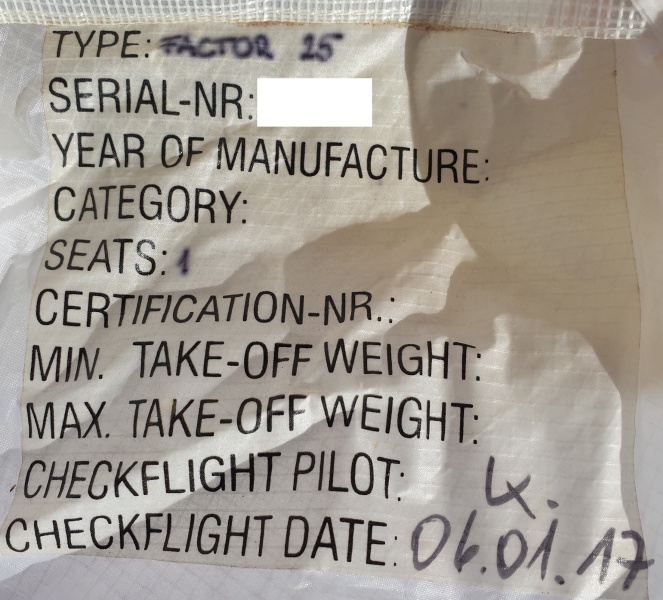 TYPE: FACTOR 25
SERIAL-NR:
YEAR OF MANUFACTURE:
CATEGORY:
SEATS: 1
CERTIFICATION-NR.:
MIN. TAKE-OFF WEIGHT:
MAX. TAKE-OFF WEIGHT:
CHECKFLIGHT PILOT:
CHECKFLIGHT DATE: 06.01.17